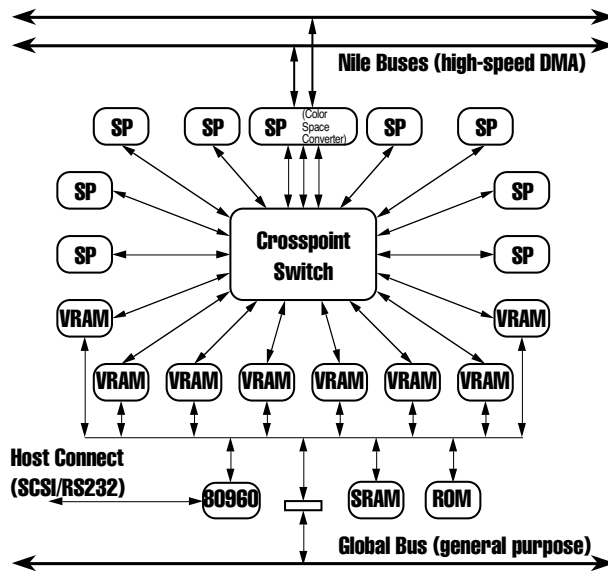 Nile Buses (high-speed DMA)
SP SP SP (Color Space Converter) SP SP
SP SP
Crosspoint
Switch
SP SP
VRAM VRAM
VRAM VRAM VRAM VRAM VRAM VRAM
Host Connect
(SCSI/RS232)
80960 SRAM ROM
Global Bus (general purpose)